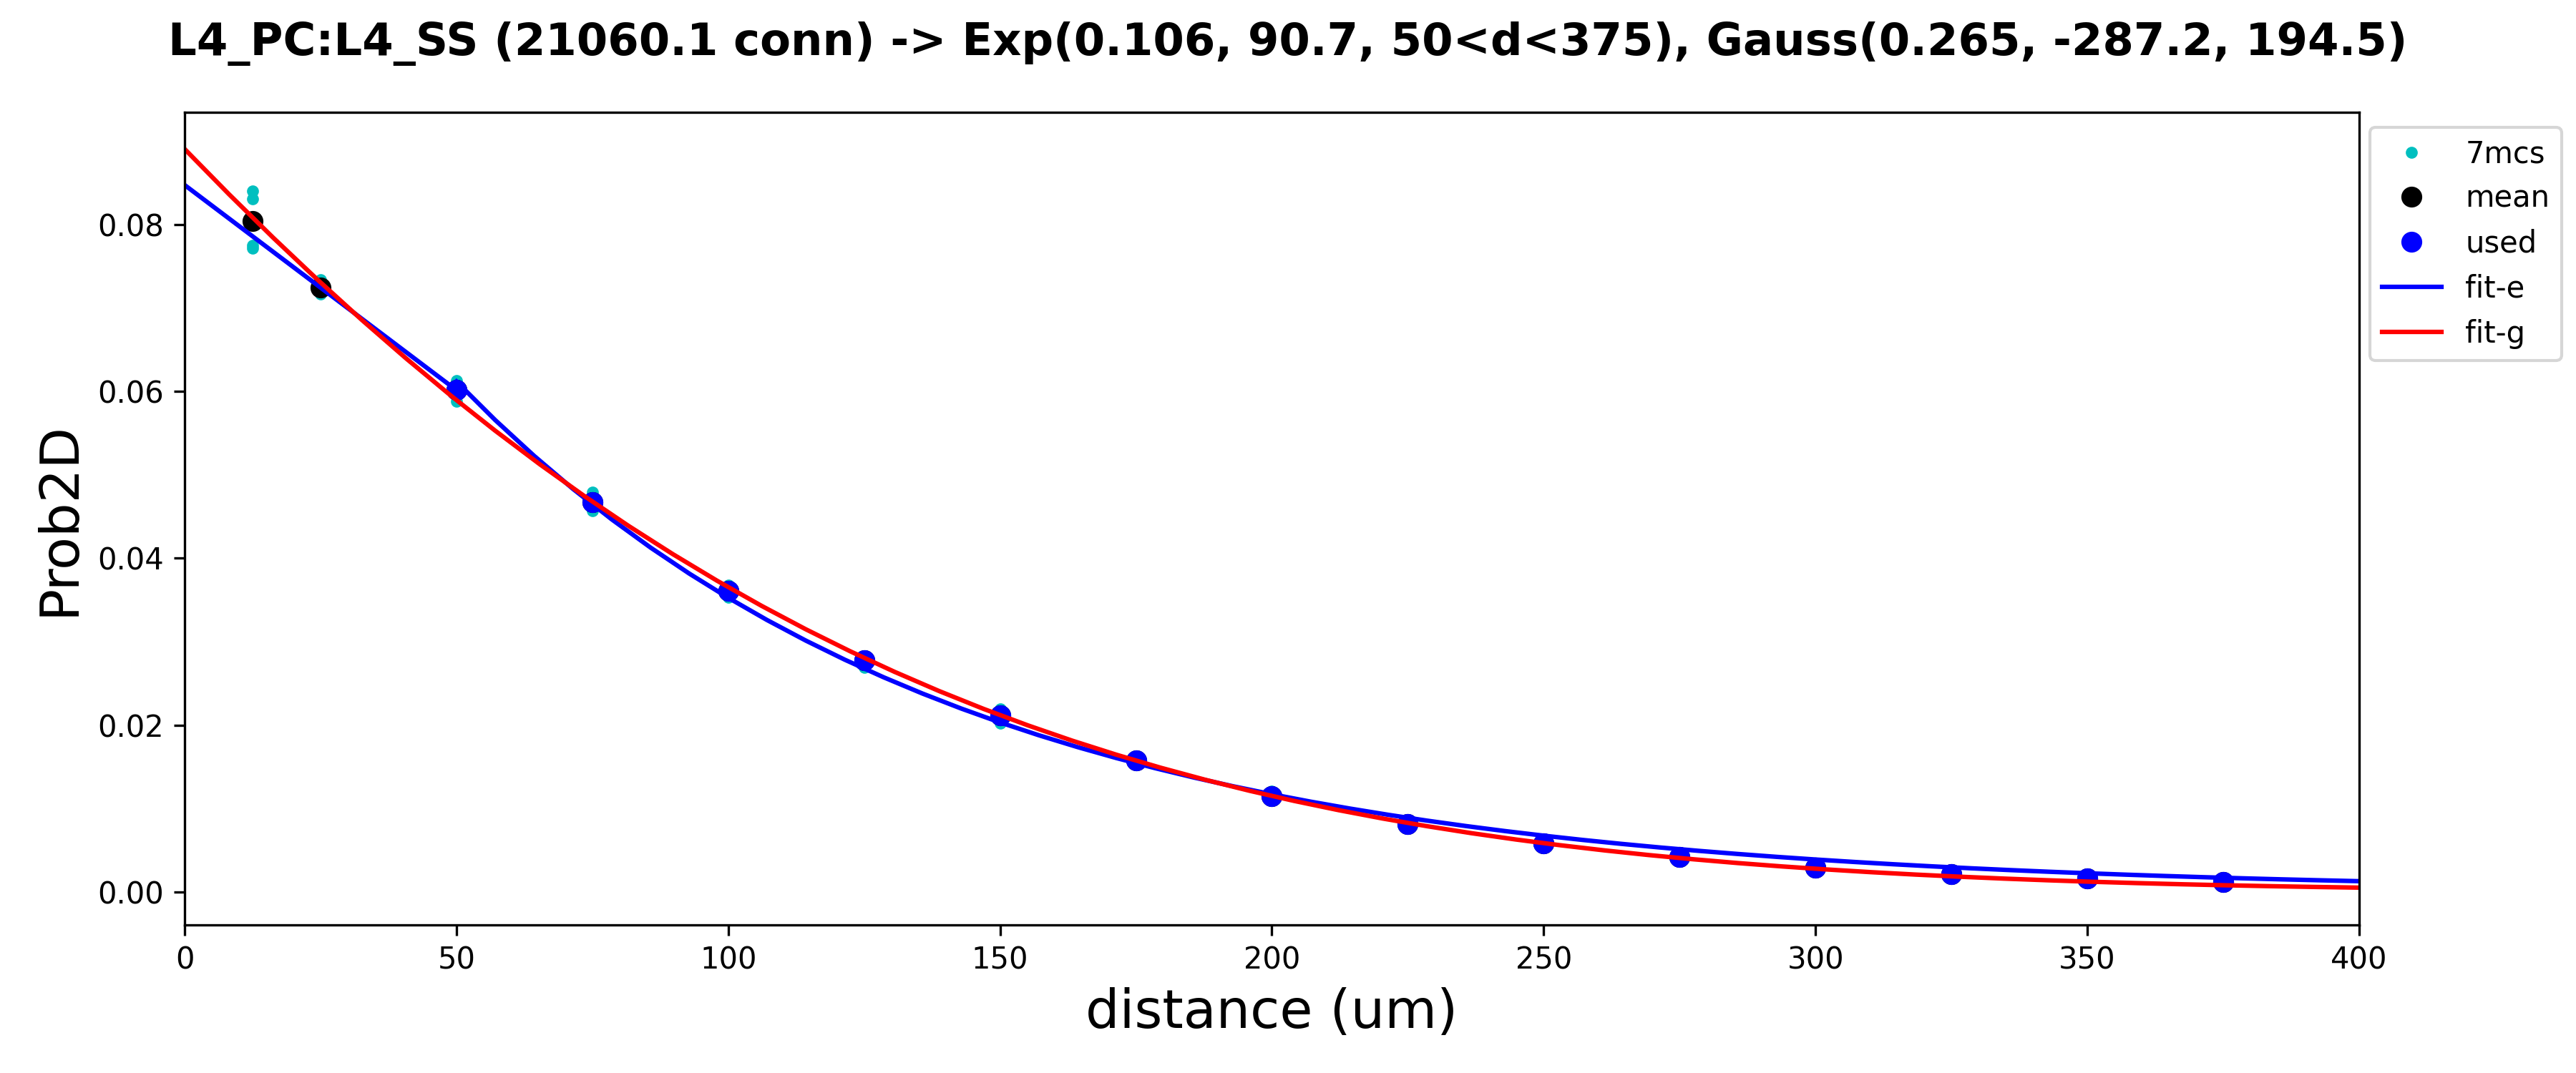 L4_PC:L4_SS (21060.1 conn) -> Exp(0.106, 90.7, 50<d<375), Gauss(0.265, -287.2, 194.5)
7mcs
mean
used
fit-e
fit-g
Prob2D
0.08
0.06
0.04
0.02
0.00
0 50 100 150 200 250 300 350 400
distance (um)